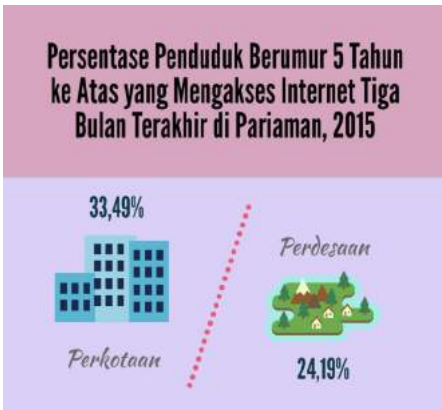 Persentase Penduduk Berumur 5 Tahun
ke Atas yang Mengakses Internet Tiga
Bulan Terakhir di Pariaman, 2015
33,49%
Perkotaan
Perdesaan
24,19%